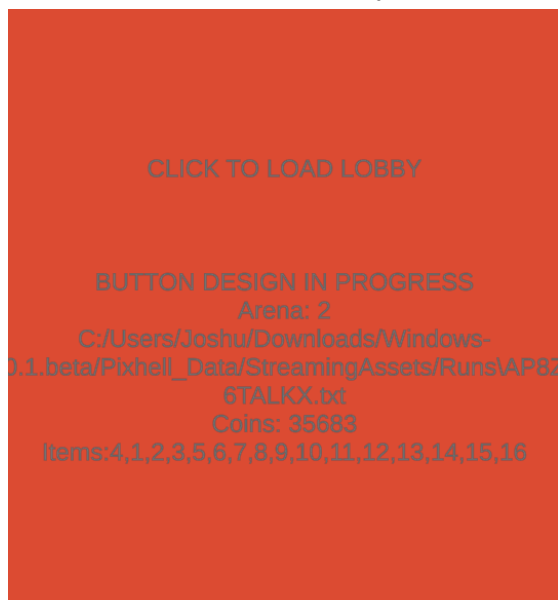 CLICK TO LOAD LOBBY
BUTTON DESIGN IN PROGRESS
Arena: 2
C:/Users/Joshu/Downloads/Windows-
0.1.beta/Pixhell_Data/StreamingAssets/Runs\AP8Z
6TALKX.txt
Coins: 35683
Items:4,1,2,3,5,6,7,8,9,10,11,12,13,14,15,16